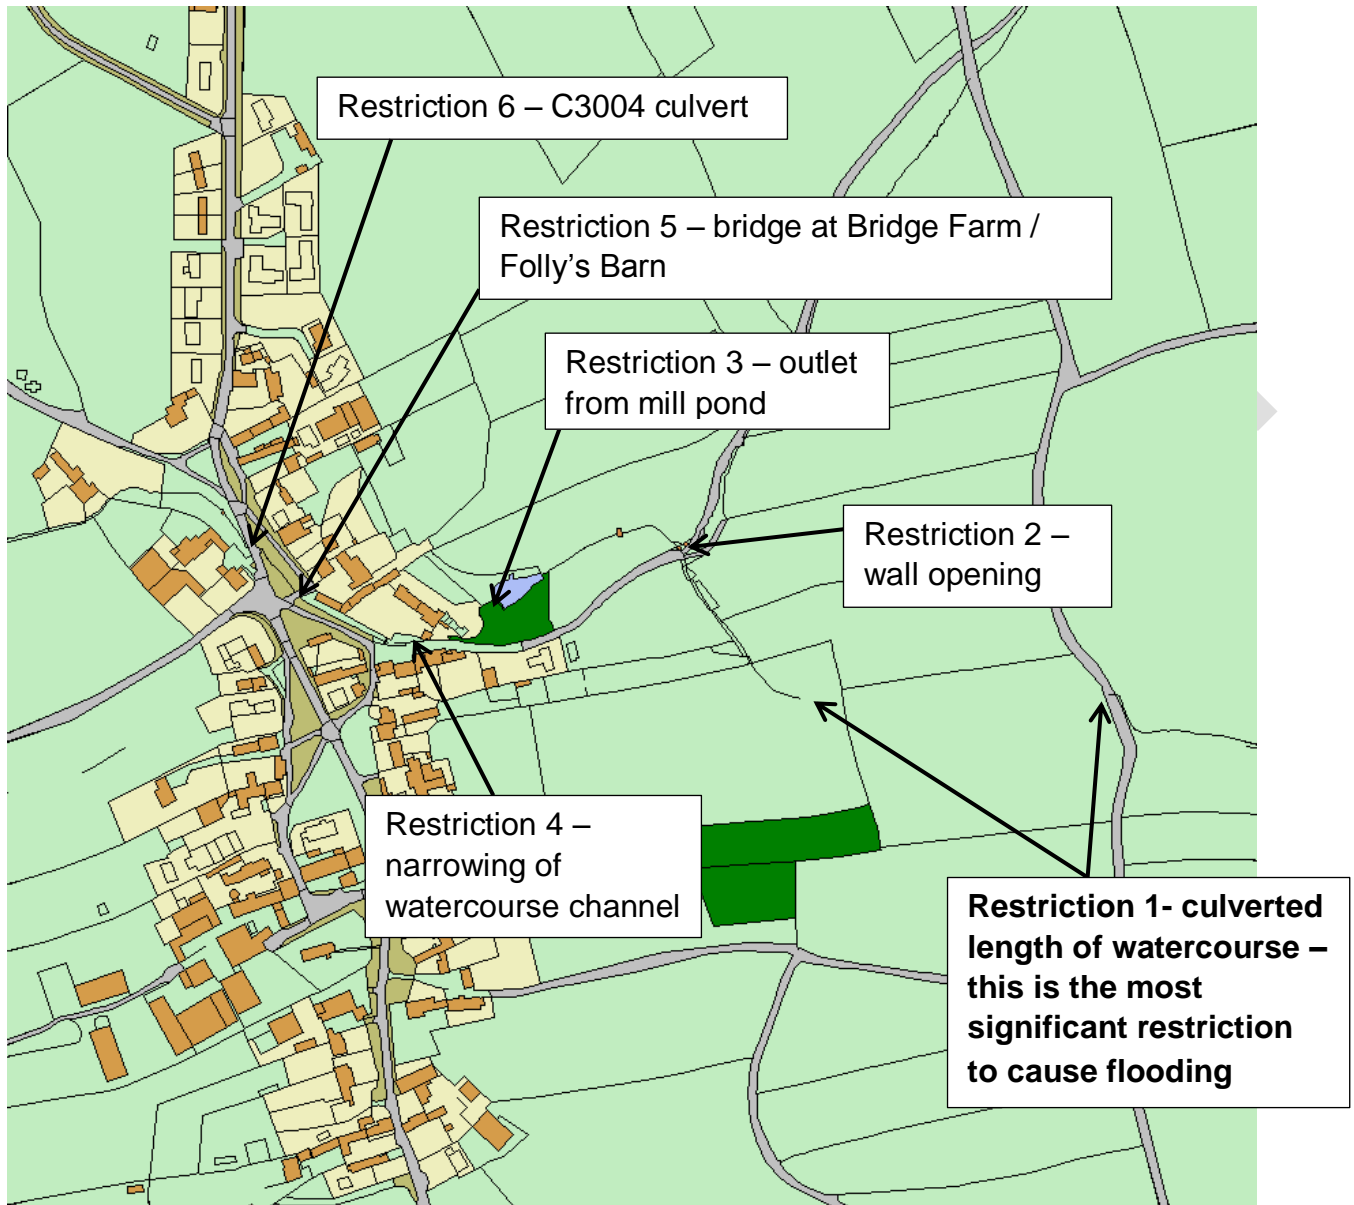 Restriction 6 – C3004 culvert
Restriction 5 – bridge at Bridge Farm /
Folly’s Barn
Restriction 3 – outlet
from mill pond
Restriction 2 –
wall opening
Restriction 4 –
narrowing of
watercourse channel
Restriction 1- culverted
length of watercourse –
this is the most
significant restriction
to cause flooding